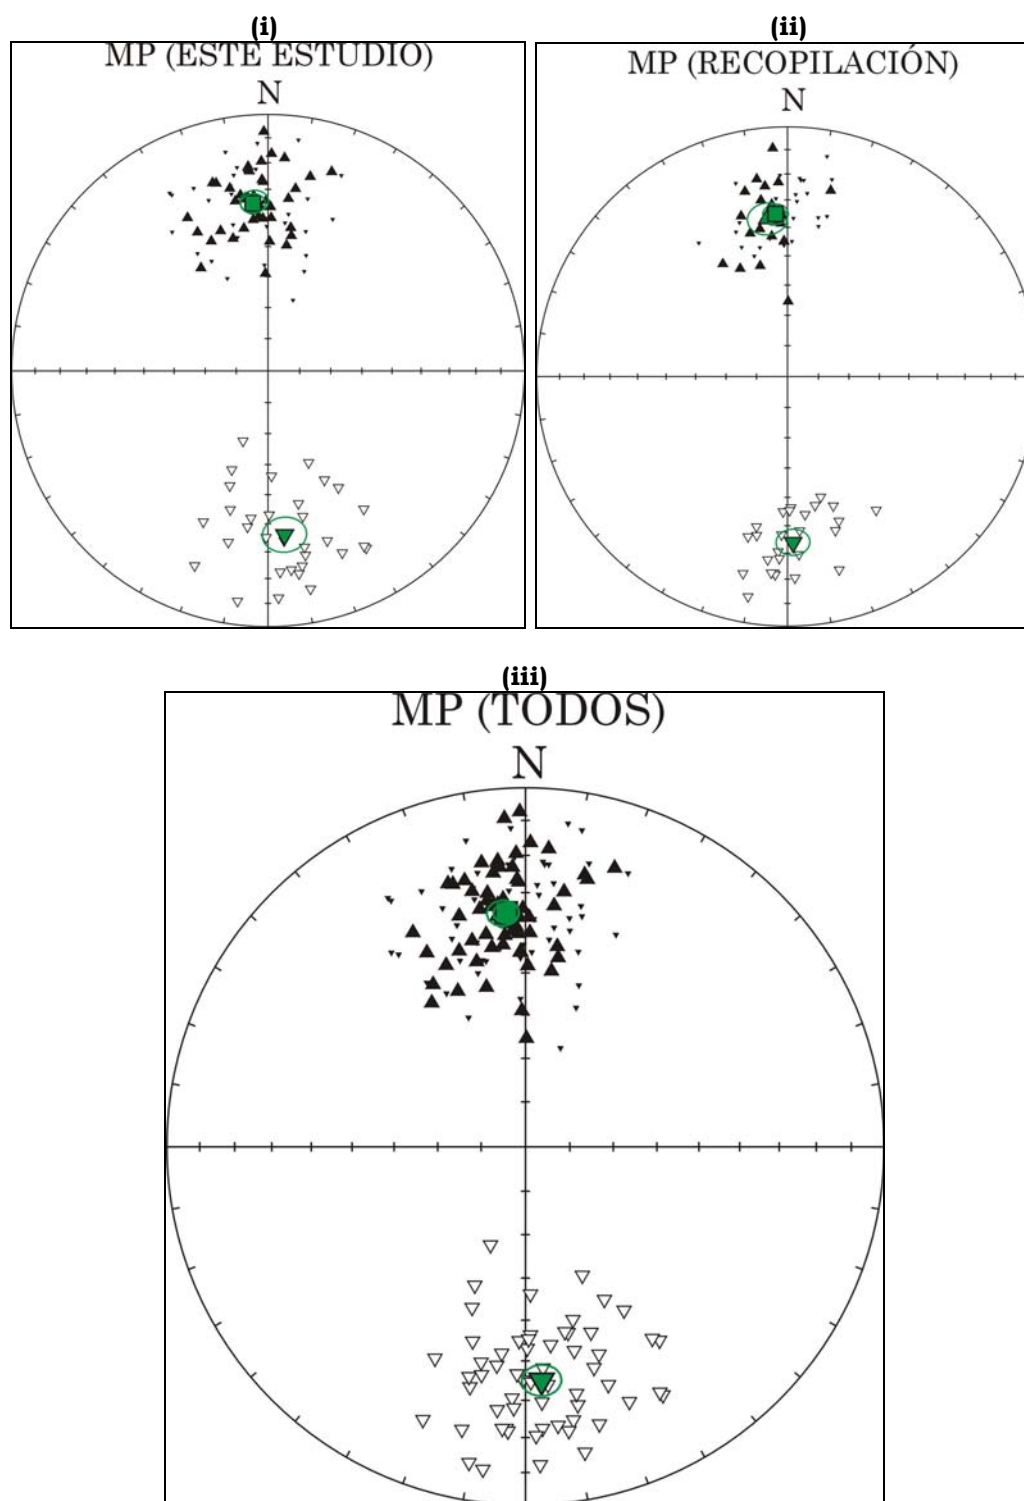 (i)
MP (ESTE ESTUDIO)
N
(ii)
MP (RECOPILACIÓN)
N
(iii)
MP (TODOS)
N